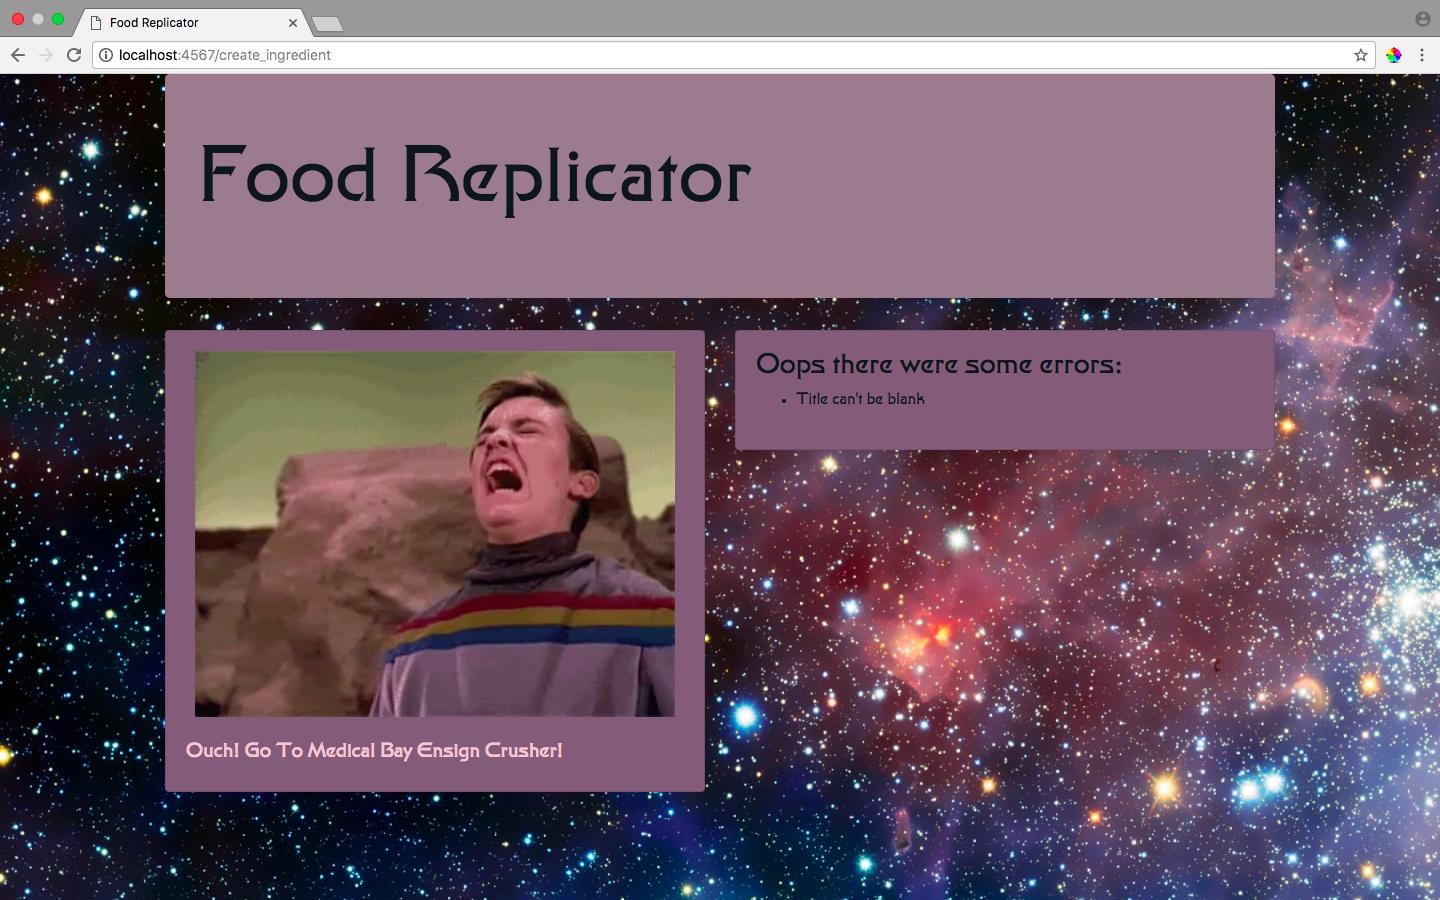 Food Replicator
localhost:4567/create_ingredient
Food Replicator
Oops there were some errors:
• Title can't be blank
Ouch! Go To Medical Bay Ensign Crusher!